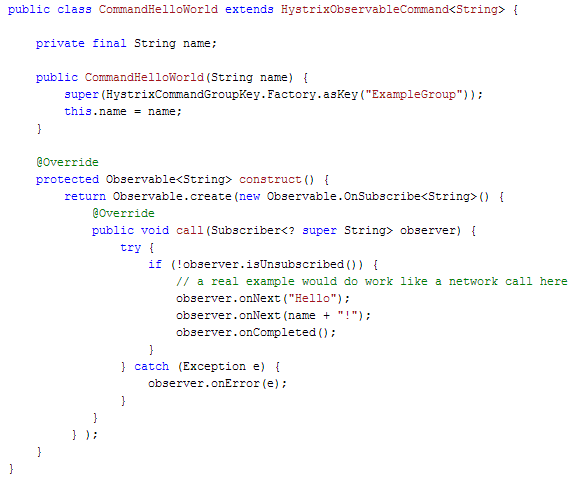 public class CommandHelloWorld extends HystrixObservableCommand<String> {

    private final String name;

    public CommandHelloWorld(String name) {
        super(HystrixCommandGroupKey.Factory.asKey("ExampleGroup"));
        this.name = name;
    }

    @Override
    protected Observable<String> construct() {
        return Observable.create(new Observable.OnSubscribe<String>() {
            @Override
            public void call(Subscriber<? super String> observer) {
                try {
                    if (!observer.isUnsubscribed()) {
                        // a real example would do work like a network call here
                        observer.onNext("Hello");
                        observer.onNext(name + "!");
                        observer.onCompleted();
                    }
                } catch (Exception e) {
                    observer.onError(e);
                }
            }
         } );
    }
}